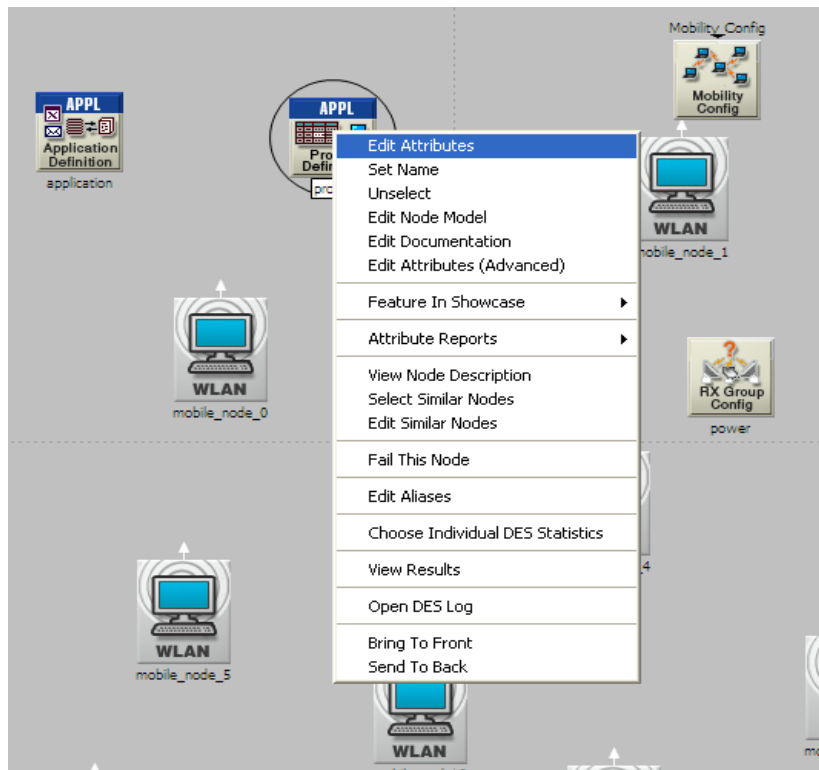 Mobility_Config
APPL
Application
Definition
application
APPL
Mobility
Config
WLAN
mobile_node_1
Edit Attributes
Set Name
Unselect
Edit Node Model
Edit Documentation
Edit Attributes (Advanced)
Feature In Showcase
Attribute Reports
View Node Description
Select Similar Nodes
Edit Similar Nodes
Fail This Node
Edit Aliases
Choose Individual DES Statistics
View Results
Open DES Log
Bring To Front
Send To Back
WLAN
mobile_node_0
RX Group
Config
power
WLAN
mobile_node_5
WLAN